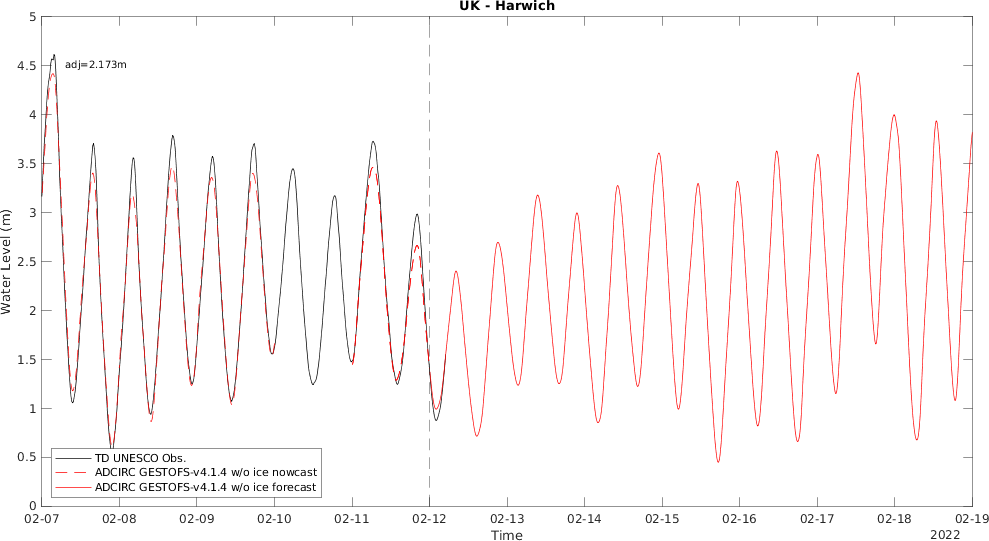 UK - Harwich
5
4.5
4
3.5
3
2.5
2
1.5
1
0.5
0
Water Level (m)
adj=2.173m
TD UNESCO Obs.
ADCIRC GESTOFS-v4.1.4 w/o ice nowcast
ADCIRC GESTOFS-v4.1.4 w/o ice forecast
02-07 02-08 02-09 02-10 02-11 02-12 02-13 02-14 02-15 02-16 02-17 02-18 02-19
Time
2022